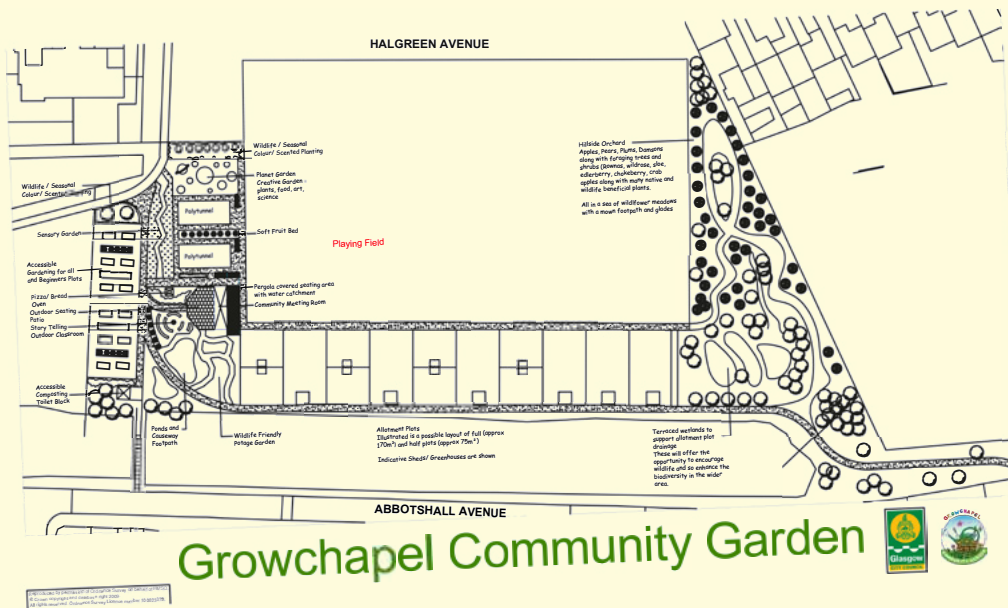 HALGREEN AVENUE
Wildlife / Seasonal
Colour/ Scented Planting
Planet Garden
Creative Garden -
plants, food, art,
science
Wildlife / Seasonal
Colour/ Scented Planting
Polytunnel
Sensory Garden
Soft Fruit Bed
Playing Field
Polytunnel
Hillside Orchard
Apples, Pears, Plums, Damsons
along with foraging trees and
shrubs (Rowans, wildrose, sloe,
edlerberry, chokeberry, crab
apples along with many native and
wildlife beneficial plants.
All in a sea of wildflower meadows
with a mown footpath and glades
Accessible
Gardening for all
and Beginners Plots
Pergola covered seating area
with water catchment
Community Meeting Room
Pizza/ Bread
Oven
Outdoor Seating
Patio
Story Telling
Outdoor Classroom
Accessible
Composting
Toilet Block
Ponds and
Causeway
Footpath
Wildlife Friendly
Potage Garden
Allotment Plots
Illustrated is a possible layout of full (approx
170m²) and half plots (approx 75m²)
Indicative Sheds/ Greenhouses are shown
Terraced wetlands to
support allotment plot
drainage
These will offer the
opportunity to encourage
wildlife and so enhance the
biodiversity in the wider
area.
ABBOTSHALL AVENUE
Growchapel Community Garden
Glasgow
CITY COUNCIL
GROWCHAPEL